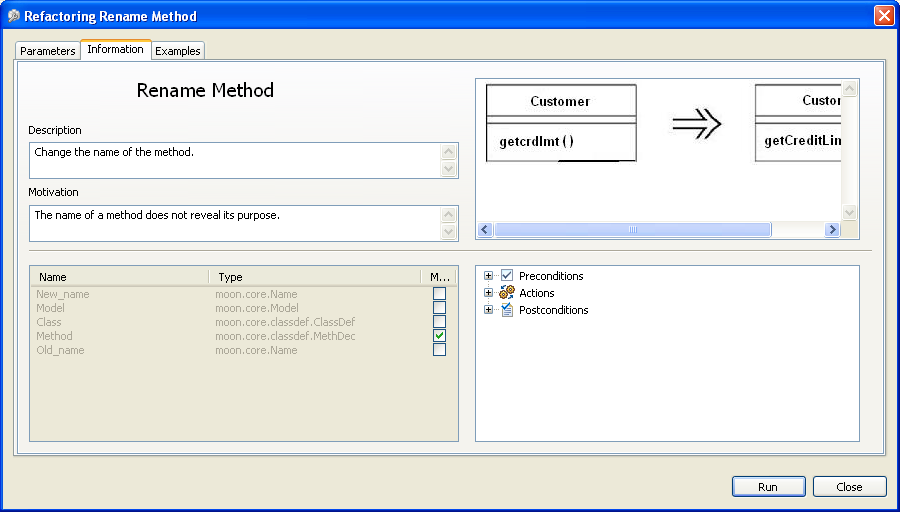 Refactoring Rename Method
Parameters Information Examples
Rename Method
Description
Change the name of the method.
Motivation
The name of a method does not reveal its purpose.
Customer
getcrdlmt ()
Custor
getCreditLin
Name Type M...
New_name moon.core.Name
Model moon.core.Model
Class moon.core.classdef.ClassDef
Method moon.core.classdef.MethDec
Old_name moon.core.Name
Preconditions
Actions
Postconditions
Run Close